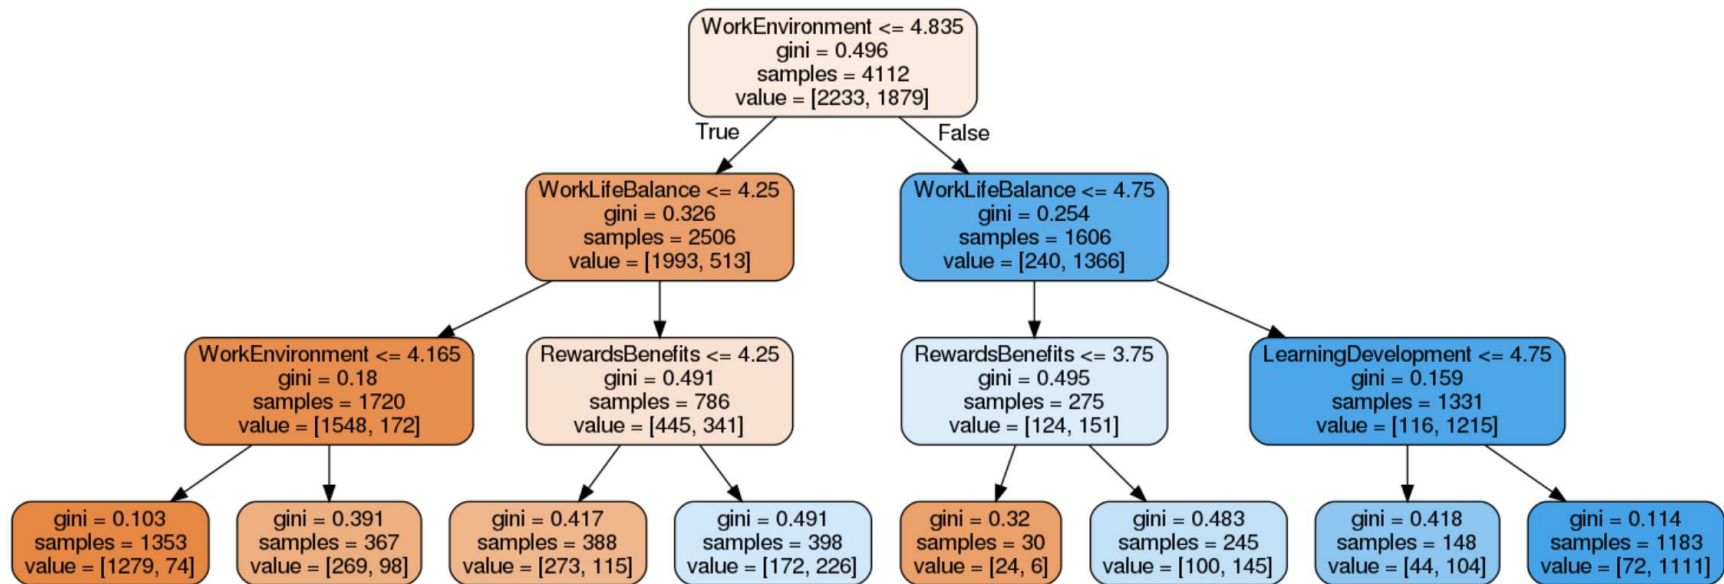 WorkEnvironment <= 4.835
gini = 0.496
samples = 4112
value = [2233, 1879]
True
False
WorkLifeBalance <= 4.25
gini = 0.326
samples = 2506
value = [1993, 513]
WorkLifeBalance <= 4.75
gini = 0.254
samples = 1606
value = [240, 1366]
WorkEnvironment <= 4.165
gini = 0.18
samples = 1720
value = [1548, 172]
RewardsBenefits <= 4.25
gini = 0.491
samples = 786
value = [445, 341]
RewardsBenefits <= 3.75
gini = 0.495
samples = 275
value = [124, 151]
LearningDevelopment <= 4.75
gini = 0.159
samples = 1331
value = [116, 1215]
gini = 0.103
samples = 1353
value = [1279, 74]
gini = 0.391
samples = 367
value = [269, 98]
gini = 0.417
samples = 388
value = [273, 115]
gini = 0.491
samples = 398
value = [172, 226]
gini = 0.32
samples = 30
value = [24, 6]
gini = 0.483
samples = 245
value = [100, 145]
gini = 0.418
samples = 148
value = [44, 104]
gini = 0.114
samples = 1183
value = [72, 1111]